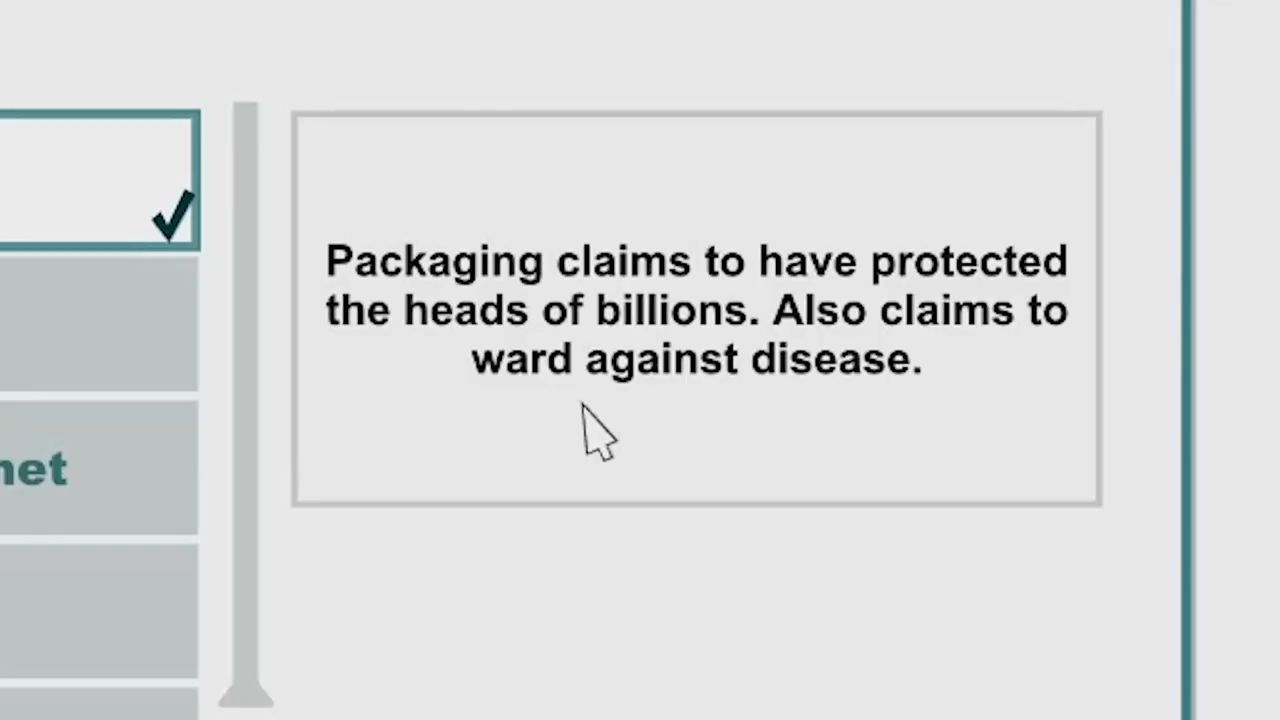 Packaging claims to have protected
the heads of billions. Also claims to
ward against disease.
net